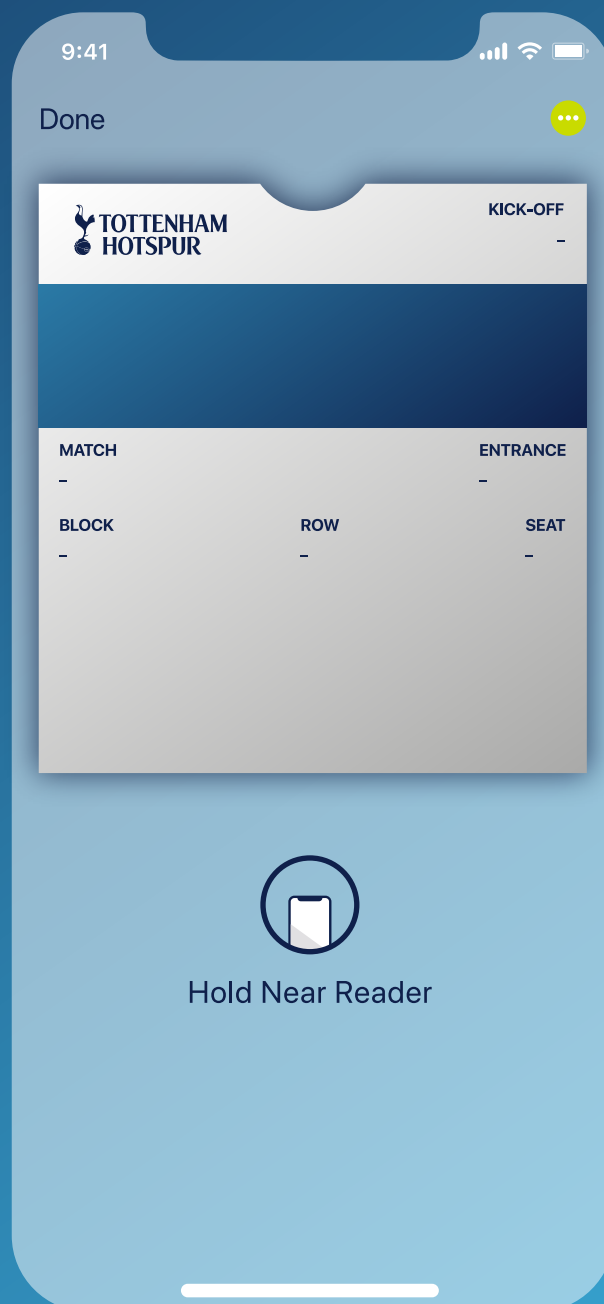 9:41
Done
TOTTENHAM
HOTSPUR
KICK-OFF
–
MATCH
–
ENTRANCE
–
BLOCK
–
ROW
–
SEAT
–
Hold Near Reader